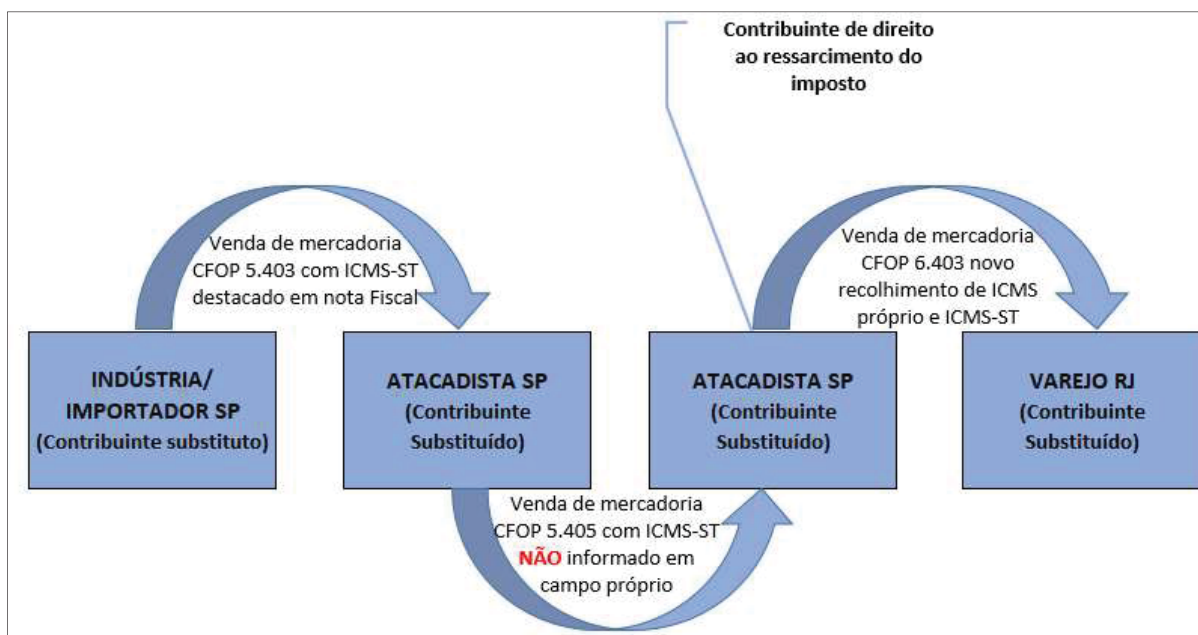 Contribuinte de direito
ao ressarcimento do
imposto
Venda de mercadoria
CFOP 5.403 com ICMS-ST
destacado em nota Fiscal
Venda de mercadoria
CFOP 6.403 novo
recolhimento de ICMS
próprio e ICMS-ST
INDÚSTRIA/
IMPORTADOR SP
(Contribuinte substituto)
ATACADISTA SP
(Contribuinte
Substituído)
ATACADISTA SP
(Contribuinte
Substituído)
VAREJO RJ
(Contribuinte
Substituído)
Venda de mercadoria
CFOP 5.405 com ICMS-ST
NÃO informado em
campo próprio